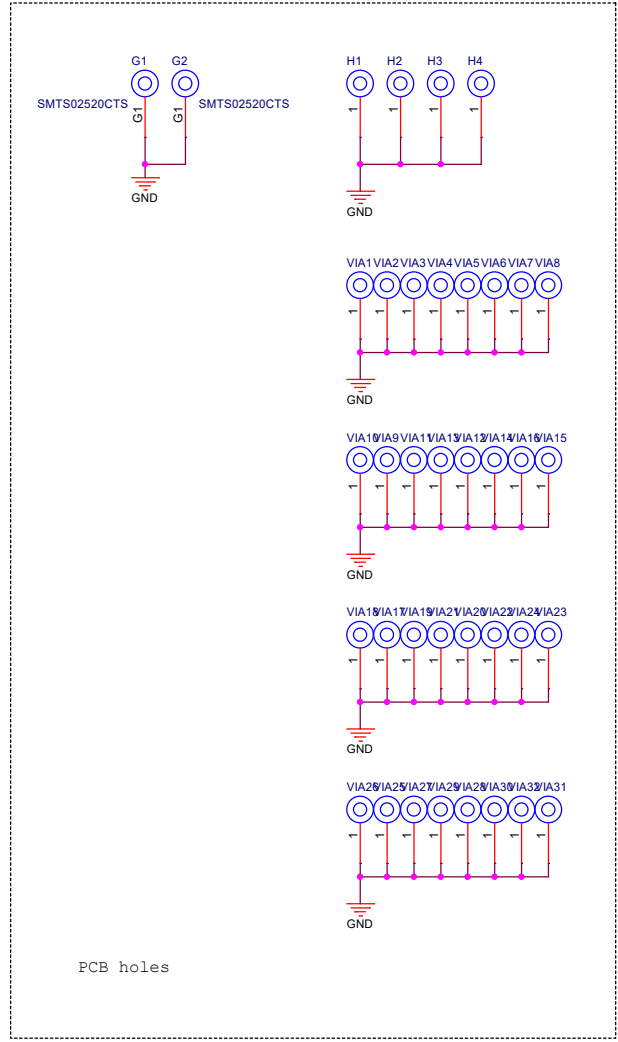 G1 G2
SMTS02520CTS SMTS02520CTS
G1 G1
GND
H1 H2 H3 H4
1 1 1 1
GND
VIA1 VIA2 VIA3 VIA4 VIA5 VIA6 VIA7 VIA8
1 1 1 1 1 1 1 1
GND
VIA10 VIA9 VIA11 VIA13 VIA12 VIA14 VIA16 VIA15
1 1 1 1 1 1 1 1
GND
VIA18 VIA17 VIA19 VIA21 VIA20 VIA22 VIA24 VIA23
1 1 1 1 1 1 1 1
GND
VIA26 VIA25 VIA27 VIA29 VIA28 VIA30 VIA32 VIA31
1 1 1 1 1 1 1 1
GND
PCB holes